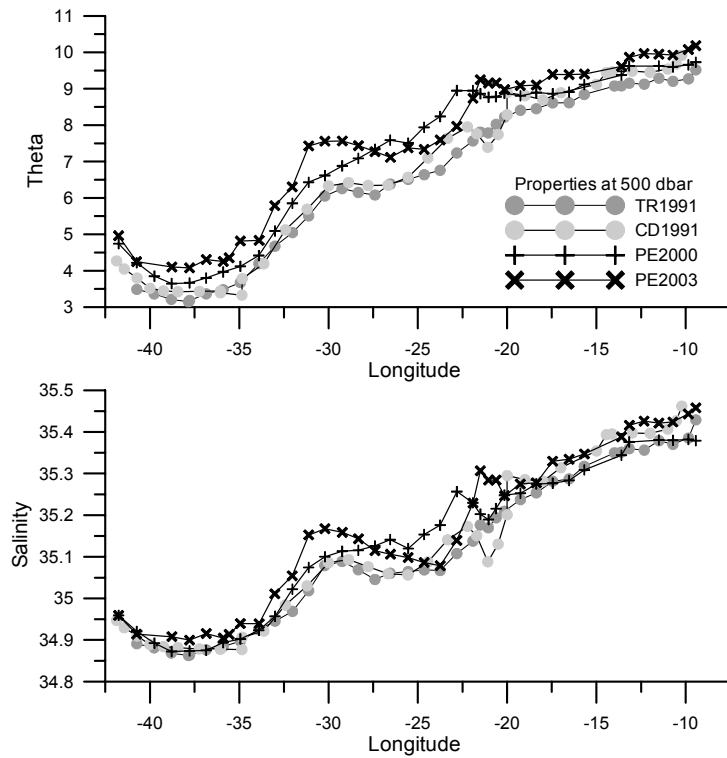 11
10
9
8
7
6
5
4
3
Theta
Properties at 500 dbar
TR1991
CD1991
PE2000
PE2003
-40 -35 -30 -25 -20 -15 -10
Longitude
35.5
35.4
35.3
35.2
35.1
35
34.9
34.8
Salinity
-40 -35 -30 -25 -20 -15 -10
Longitude